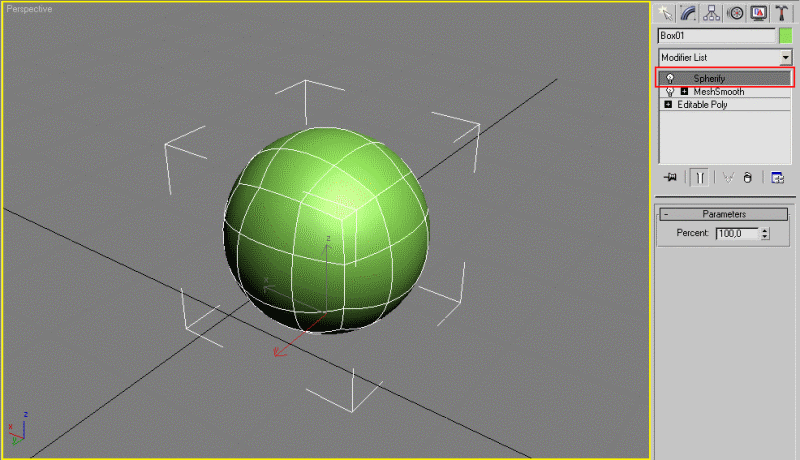 Perspective
Box01
Modifier List
Spherify
MeshSmooth
Editable Poly
Parameters
Percent: 100,0
z
z
x